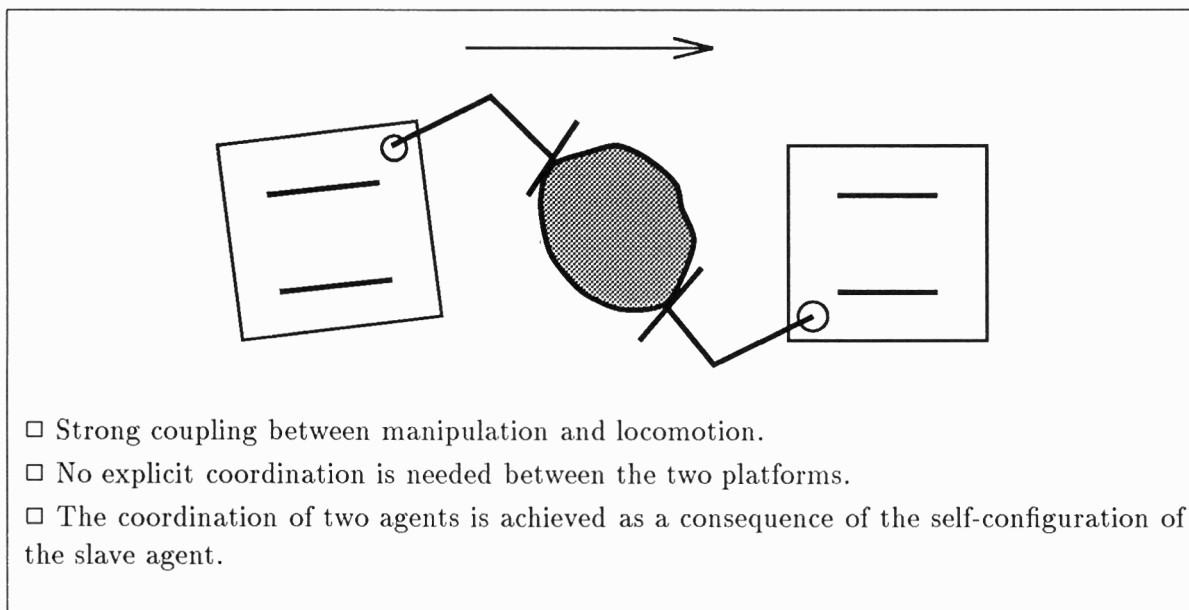 □ Strong coupling between manipulation and locomotion.
□ No explicit coordination is needed between the two platforms.
□ The coordination of two agents is achieved as a consequence of the self-configuration of
the slave agent.